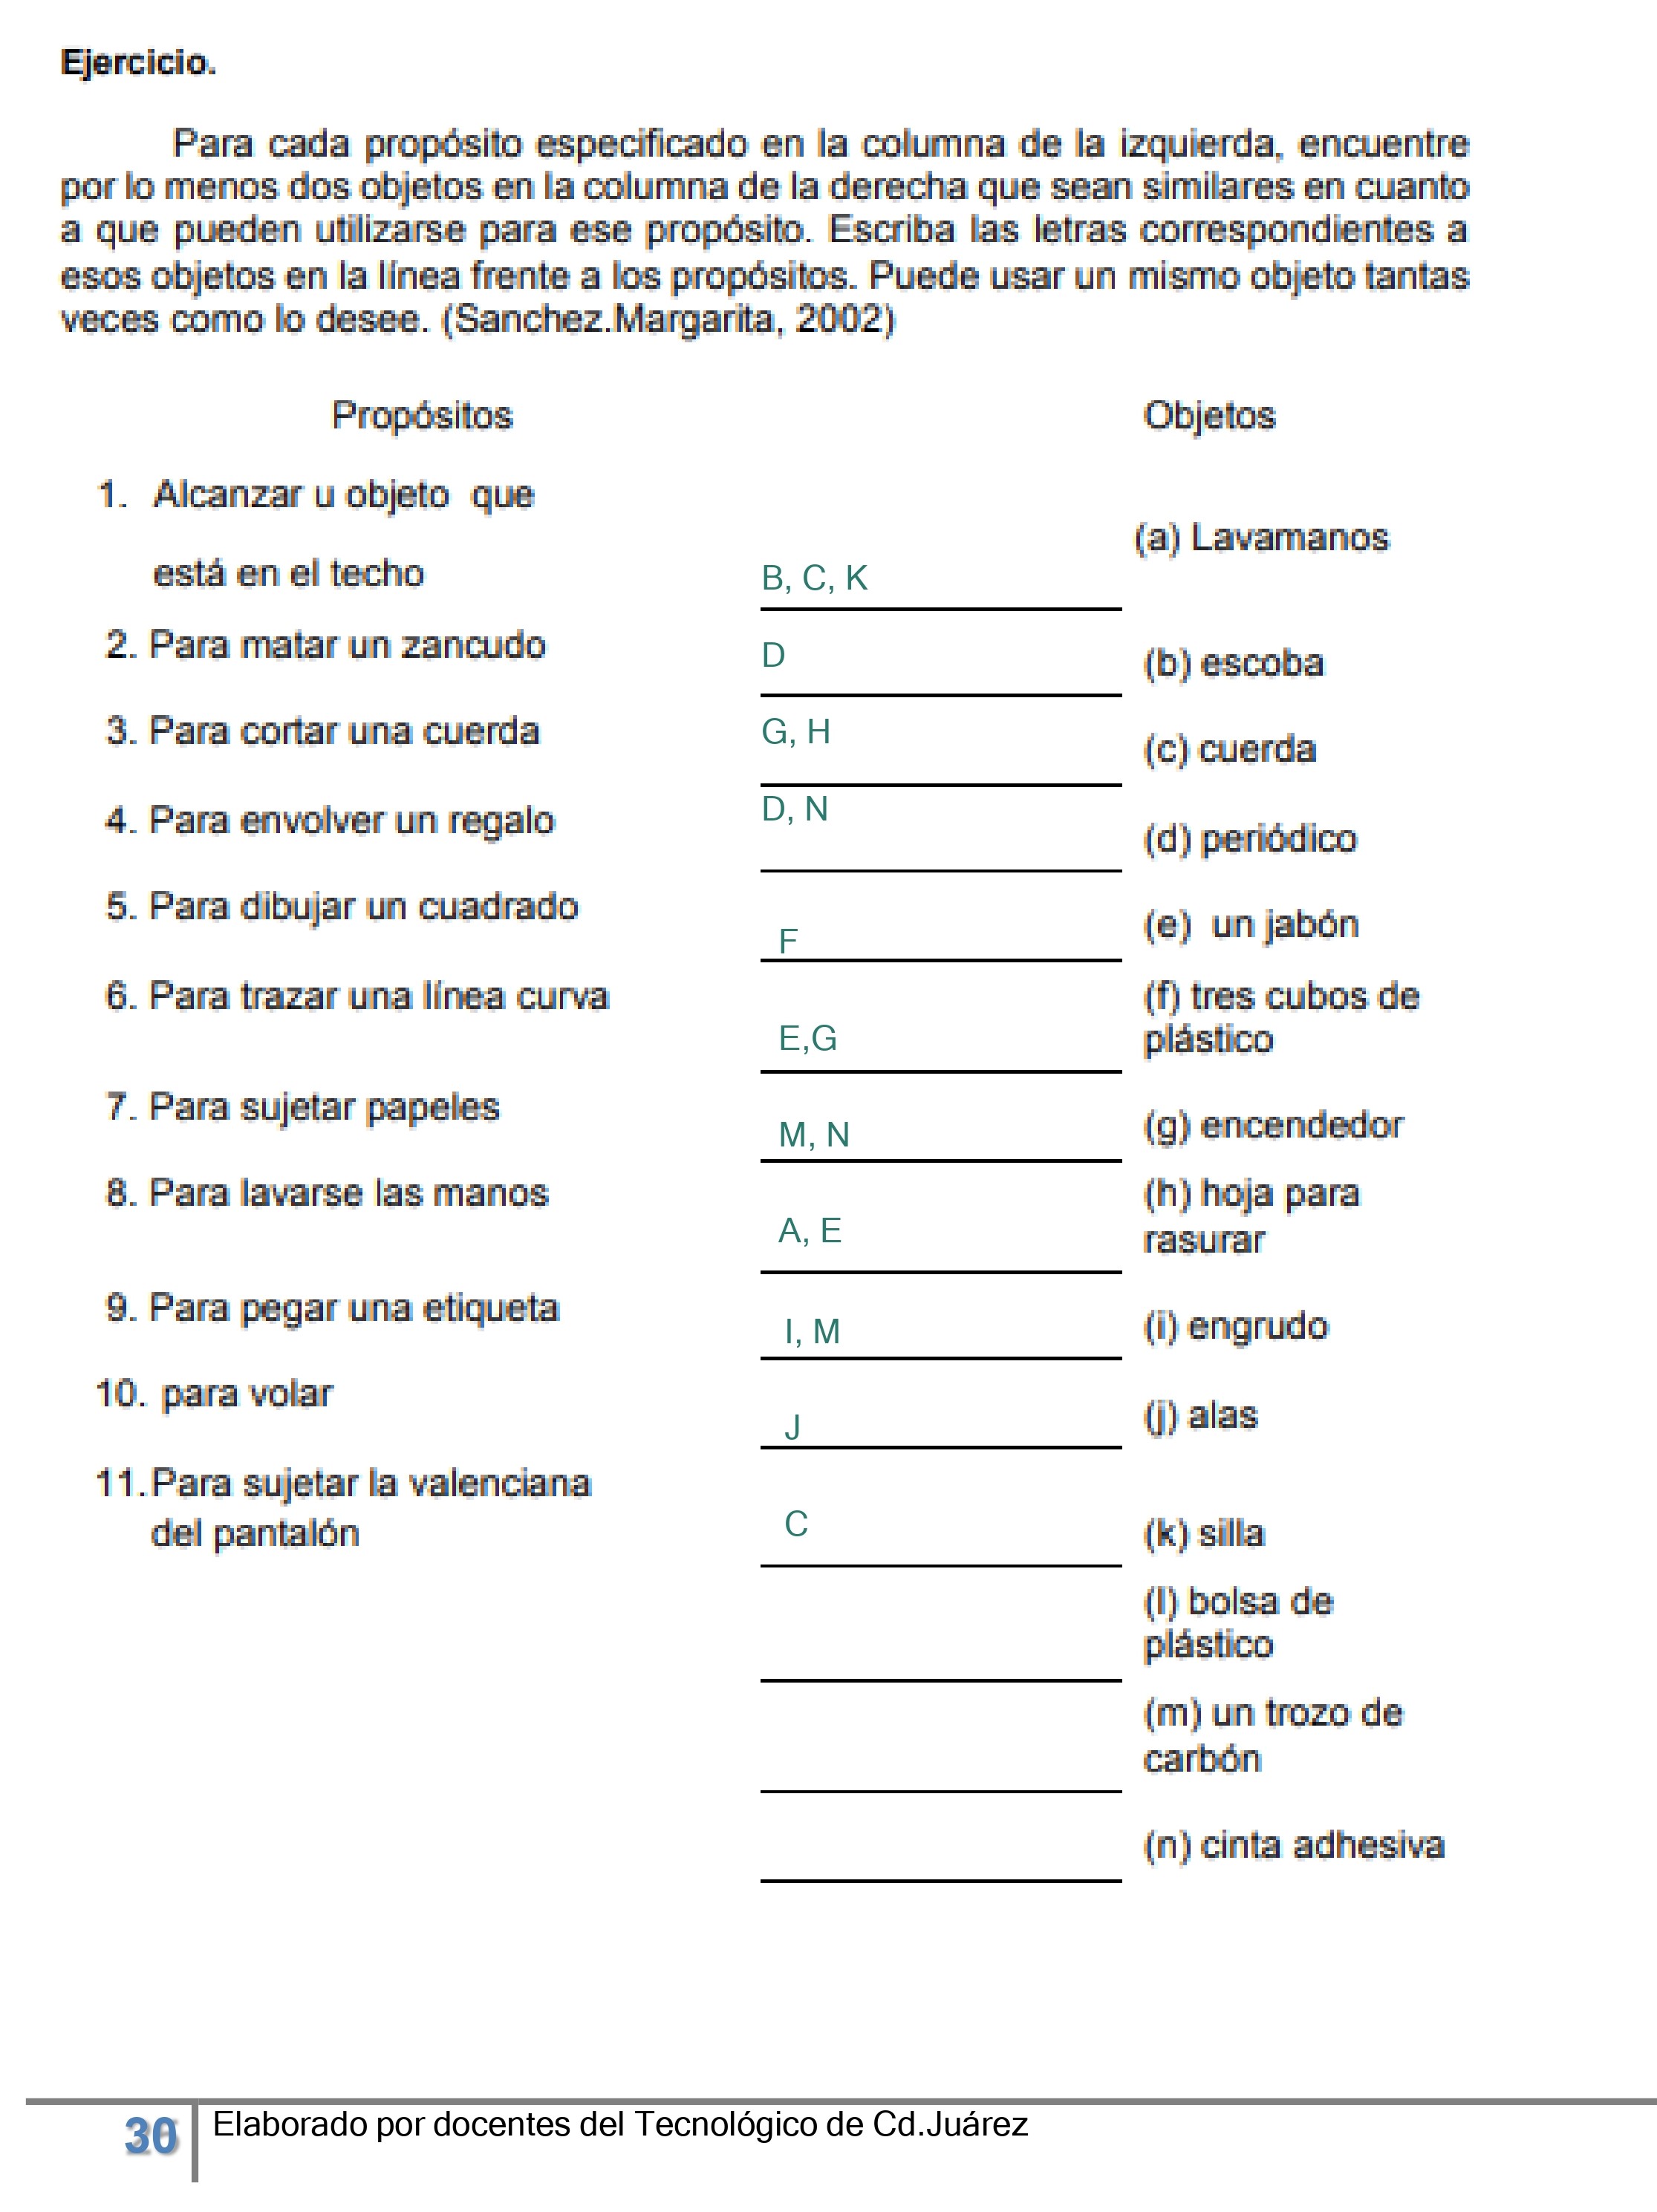 Ejercicio.
Para cada propósito especificado en la columna de la izquierda, encuentre
por lo menos dos objetos en la columna de la derecha que sean similares en cuanto
a que pueden utilizarse para ese propósito. Escriba las letras correspondientes a
esos objetos en la línea frente a los propósitos. Puede usar un mismo objeto tantas
veces como lo desee. (Sanchez.Margarita, 2002)
Propósitos Objetos
1. Alcanzar u objeto que
(a) Lavamanos
está en el techo B, C, K
2. Para matar un zancudo D (b) escoba
3. Para cortar una cuerda G, H (c) cuerda
4. Para envolver un regalo D, N (d) periódico
5. Para dibujar un cuadrado F (e) un jabón
6. Para trazar una línea curva E,G (f) tres cubos de
plástico
7. Para sujetar papeles M, N (g) encendedor
8. Para lavarse las manos A, E (h) hoja para
rasurar
9. Para pegar una etiqueta I, M (i) engrudo
10. para volar J (j) alas
11.Para sujetar la valenciana
del pantalón C (k) silla
(l) bolsa de
plástico
(m) un trozo de
carbón
(n) cinta adhesiva
30 Elaborado por docentes del Tecnológico de Cd.Juárez